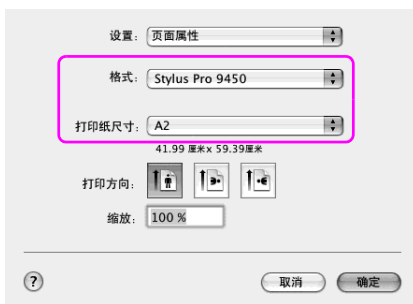 设置： 页面属性
格式： Stylus Pro 9450
打印纸尺寸： A2
41.99 厘米x 59.39厘米
打印方向：
缩放： 100 %
? 取消 确定